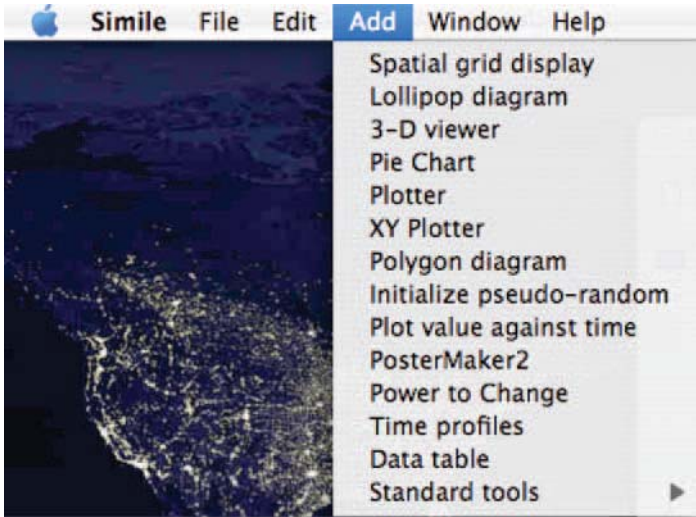 Simile File Edit Add Window Help
Spatial grid display
Lollipop diagram
3-D viewer
Pie Chart
Plotter
XY Plotter
Polygon diagram
Initialize pseudo-random
Plot value against time
PosterMaker2
Power to Change
Time profiles
Data table
Standard tools